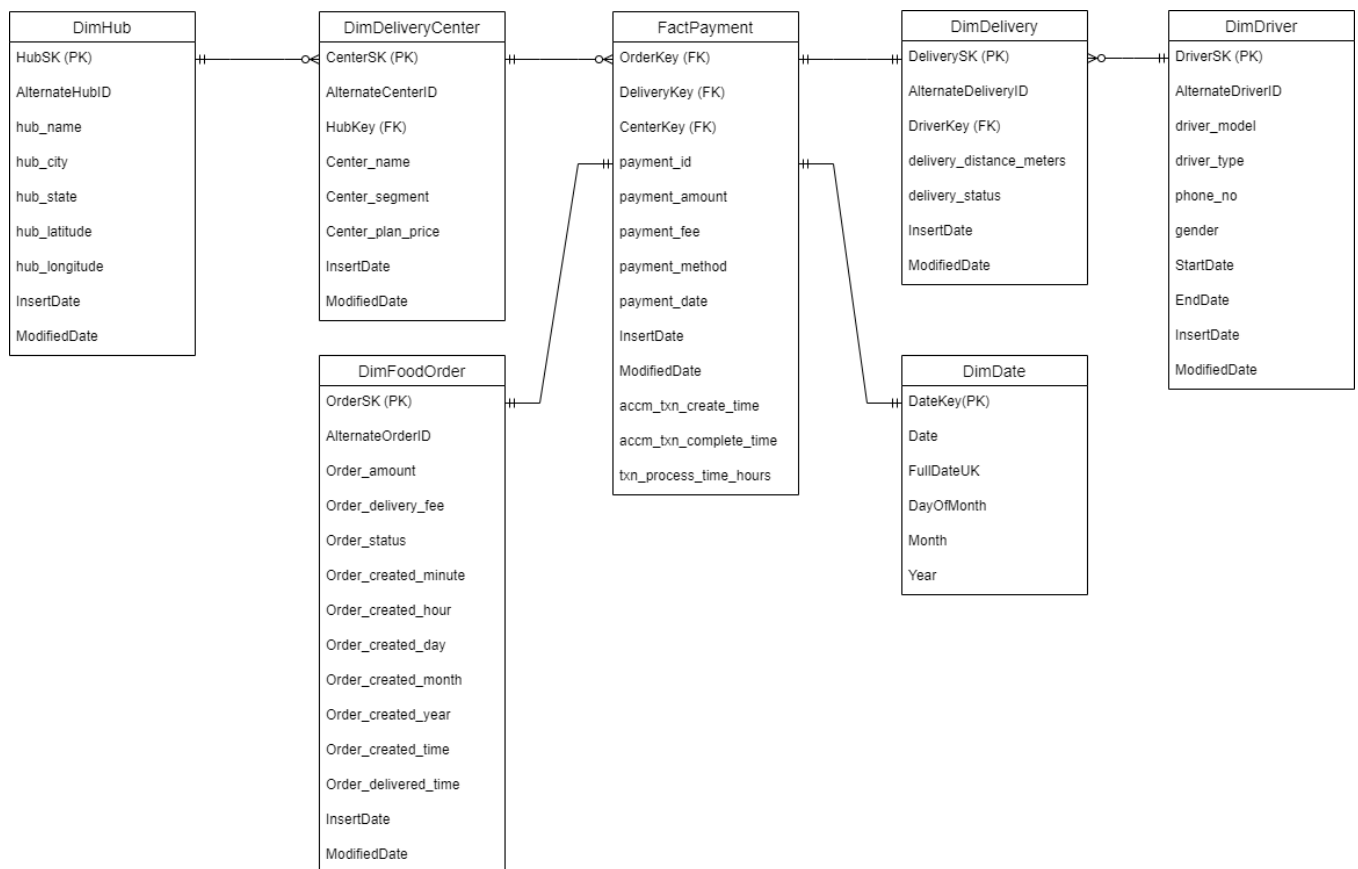 DimHub
HubSK (PK)
AlternateHubID
hub_name
hub_city
hub_state
hub_latitude
hub_longitude
InsertDate
ModifiedDate
DimDeliveryCenter
CenterSK (PK)
AlternateCenterID
HubKey (FK)
Center_name
Center_segment
Center_plan_price
InsertDate
ModifiedDate
DimFoodOrder
OrderSK (PK)
AlternateOrderID
Order_amount
Order_delivery_fee
Order_status
Order_created_minute
Order_created_hour
Order_created_day
Order_created_month
Order_created_year
Order_created_time
Order_delivered_time
InsertDate
ModifiedDate
FactPayment
OrderKey (FK)
DeliveryKey (FK)
CenterKey (FK)
payment_id
payment_amount
payment_fee
payment_method
payment_date
InsertDate
ModifiedDate
accm_txn_create_time
accm_txn_complete_time
txn_process_time_hours
DimDelivery
DeliverySK (PK)
AlternateDeliveryID
DriverKey (FK)
delivery_distance_meters
delivery_status
InsertDate
ModifiedDate
DimDate
DateKey(PK)
Date
FullDateUK
DayOfMonth
Month
Year
DimDriver
DriverSK (PK)
AlternateDriverID
driver_model
driver_type
phone_no
gender
StartDate
EndDate
InsertDate
ModifiedDate